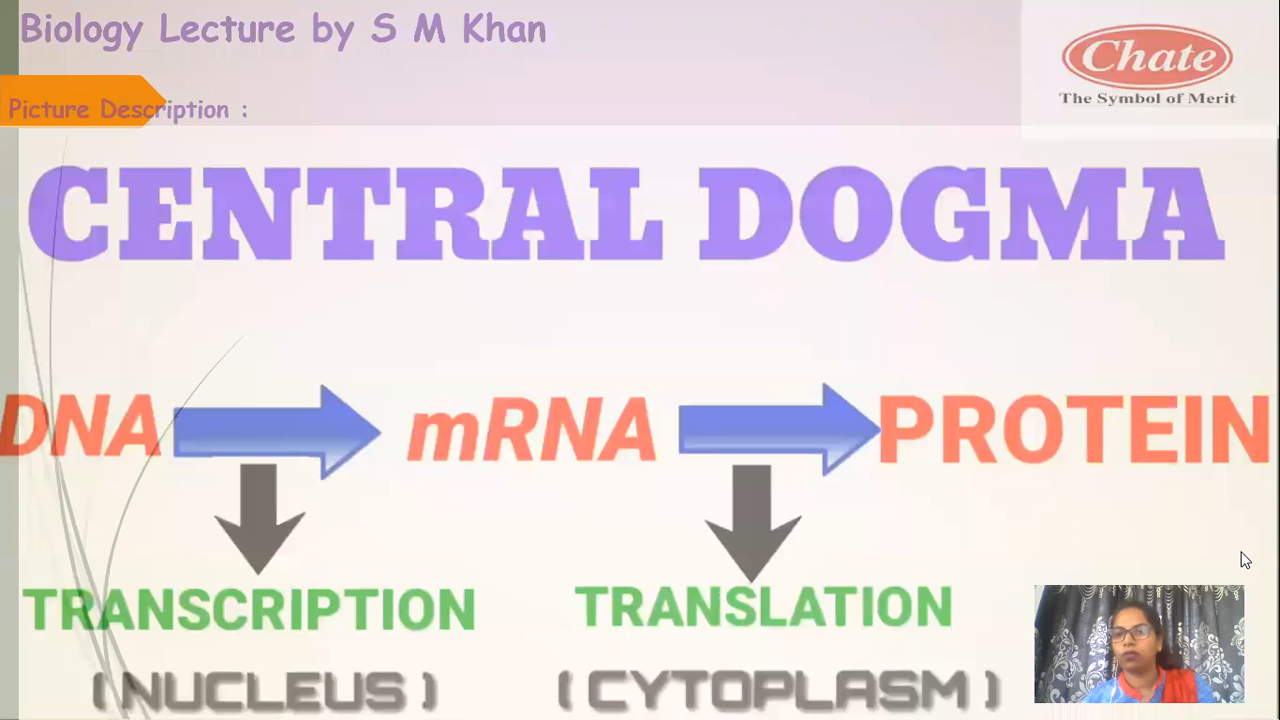 Biology Lecture by S M Khan
Chate
The Symbol of Merit
Picture Description :
CENTRAL DOGMA
DNA mRNA PROTEIN
TRANSCRIPTION TRANSLATION
( NUCLEUS ) ( CYTOPLASM )